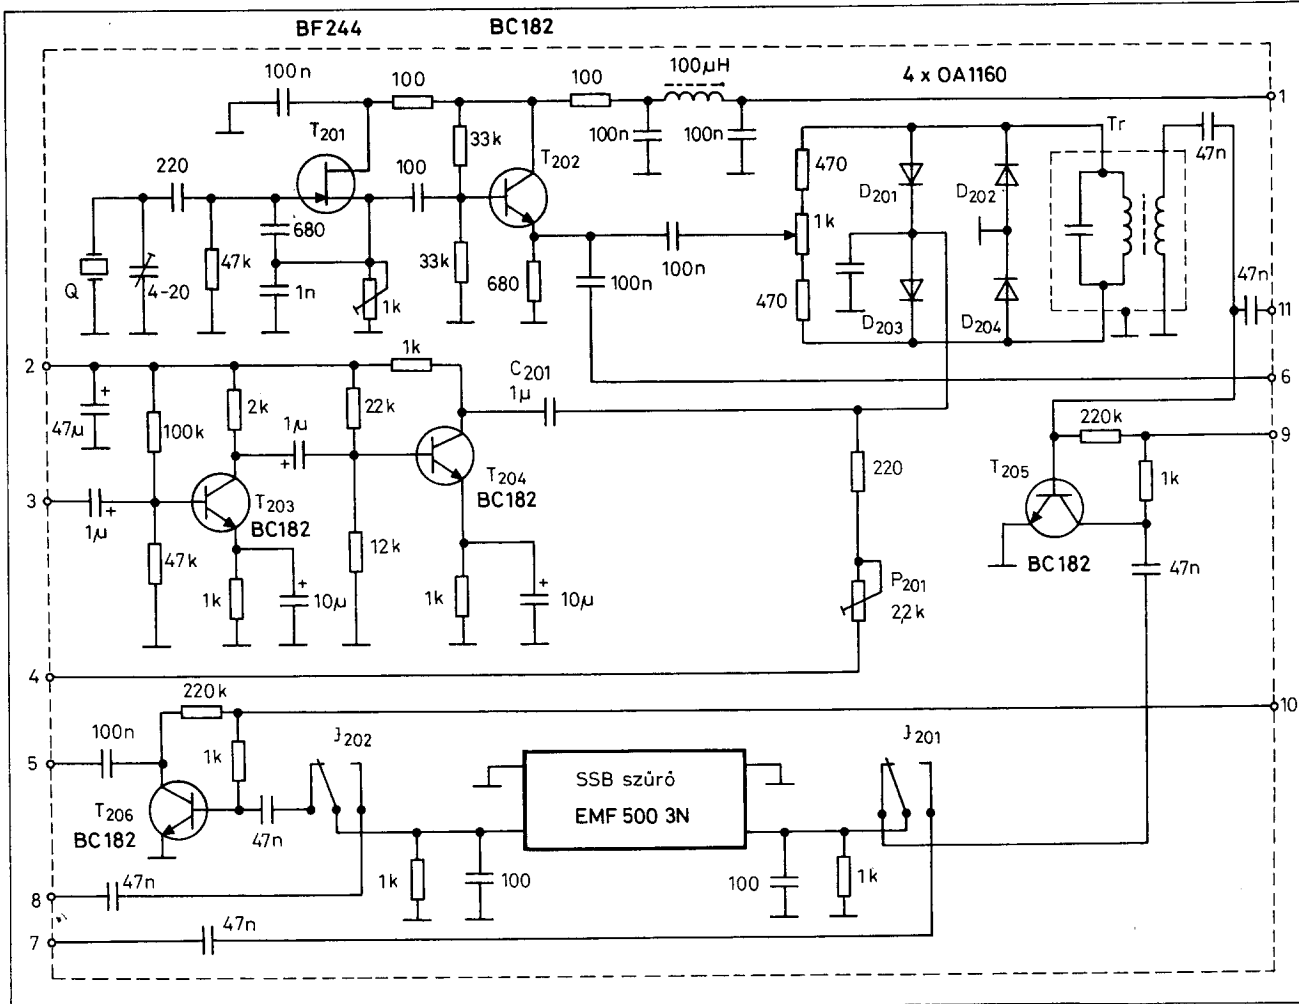 BF244 BC182
100n 100 100 100µH 4 x OA1160
1
T201 33k 100n 100n Tr 47n
220 100 T202 470 D201 D202
680 1k
47k 33k 47n
Q 4-20 1n 1k 680 100n 100n 470 D203 D204 11
2 1k C201 1µ 6
47µ + 100k 2k 1µ + 22k 220k 9
3 1µ + T203 BC182 T204 BC182 220 T205 1k
47k 12k BC182 47n
1k + 10µ 1k + 10µ P201 2,2k
4
220k 10
100n J202 J201
5 1k SSB szűrő
T206 BC182 EMF 500 3N
47n
1k 100 100 1k
8 47n
7 47n